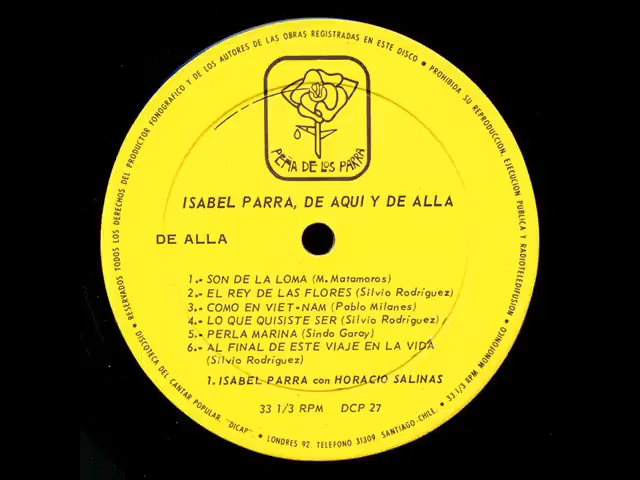 RESERVADOS TODOS LOS DERECHOS DEL PRODUCTOR FONOGRAFICO Y DE LOS AUTORES DE LAS OBRAS REGISTRADAS EN ESTE DISCO • PROHIBIDA SU REPRODUCCION, EJECUCION PUBLICA Y RADIOTELEDIFUSION • 33 1/3 RPM MONOFONICO •
PEÑA DE LOS PARRA
ISABEL PARRA, DE AQUI Y DE ALLA
DE ALLA
1.- SON DE LA LOMA (M. Matamoros)
2.- EL REY DE LAS FLORES (Silvio Rodríguez)
3.- COMO EN VIET-NAM (Pablo Milanes)
4.- LO QUE QUISISTE SER (Silvio Rodríguez)
5.- PERLA MARINA (Sindo Garay)
6.- AL FINAL DE ESTE VIAJE EN LA VIDA
(Silvio Rodríguez)
1. ISABEL PARRA con HORACIO SALINAS
33 1/3 RPM DCP 27
• DISCOTECA DEL CANTAR POPULAR "DICAP" • LONDRES 92. TELEFONO 31309. SANTIAGO-CHILE. •